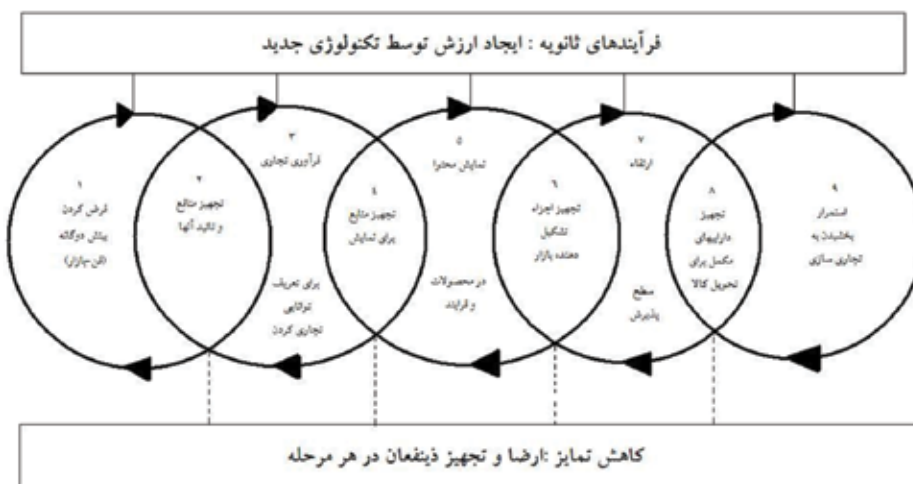 فرآیندهای ثانویه : ایجاد ارزش توسط تکنولوژی جدید
۱
فرض کردن
بینش دوگانه
(فن-بازار)
۲
تجهیز منافع
و تائید آنها
۳
فرآوری تجاری
برای تعریف
توانایی
تجاری کردن
۴
تجهیز منابع
برای نمایش
۵
نمایش محتوا
در محصولات
و فرایند
۶
تجهیز اجزاء
تشکیل
دهنده بازار
۷
ارتقاء
سطح
پذیرش
۸
تجهیز
داراییهای
مکمل برای
تحویل کالا
۹
استمرار
بخشیدن به
تجاری سازی
کاهش تمایز :ارضا و تجهیز ذینفعان در هر مرحله